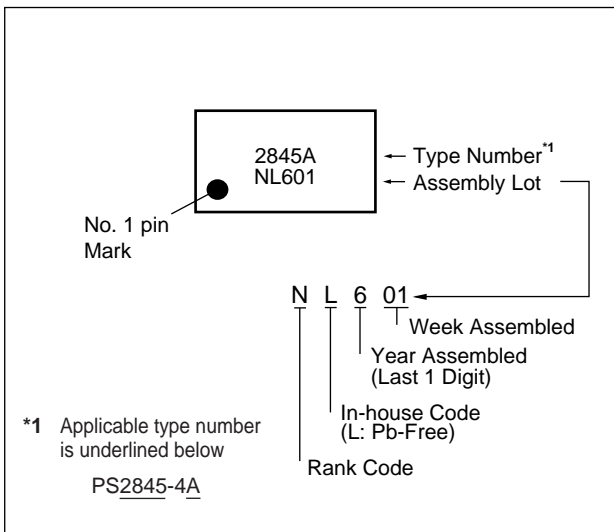 2845A
NL601
Type Number*1
Assembly Lot
No. 1 pin
Mark
N L 6 01
Week Assembled
Year Assembled
(Last 1 Digit)
In-house Code
(L: Pb-Free)
Rank Code
*1 Applicable type number
is underlined below
PS2845-4A